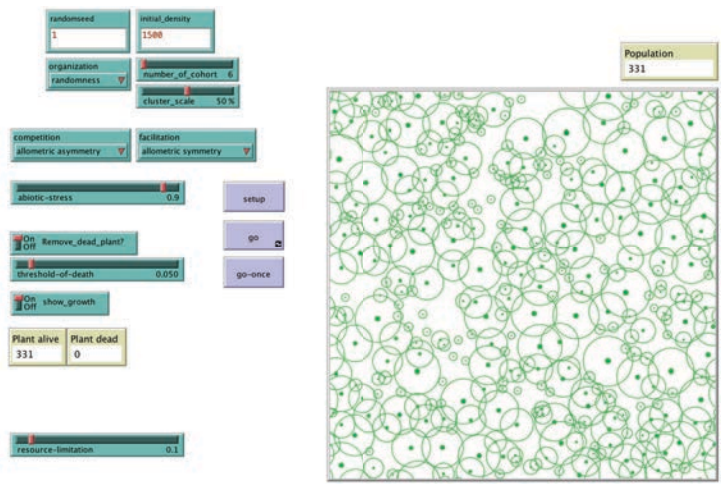 randomseed
1
initial_density
1500
organization
randomness
number_of_cohort 6
cluster_scale 50 %
Population
331
competition
allometric asymmetry
facilitation
allometric symmetry
abiotic-stress 0.9
setup
On
Off
Remove_dead_plant?
go
threshold-of-death 0.050
go-once
On
Off
show_growth
Plant alive
331
Plant dead
0
resource-limitation 0.1